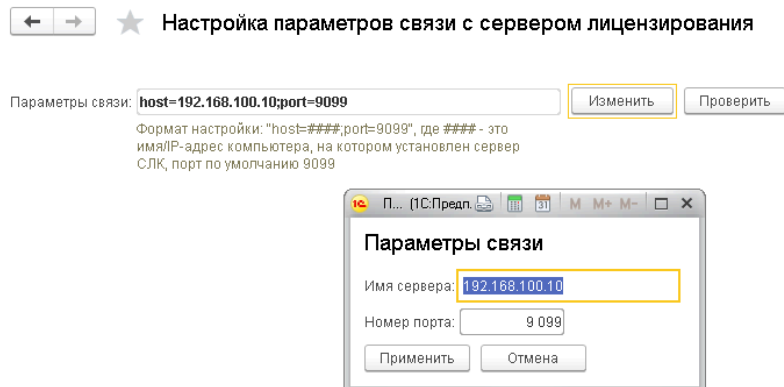 Настройка параметров связи с сервером лицензирования
Параметры связи: host=192.168.100.10;port=9099 Изменить Проверить
Формат настройки: "host=####;port=9099", где #### - это
имя/IP-адрес компьютера, на котором установлен сервер
СЛК, порт по умолчанию 9099
1С П... (1С:Предп. 31 M M+ M-
Параметры связи
Имя сервера: 192.168.100.10
Номер порта: 9 099
Применить Отмена